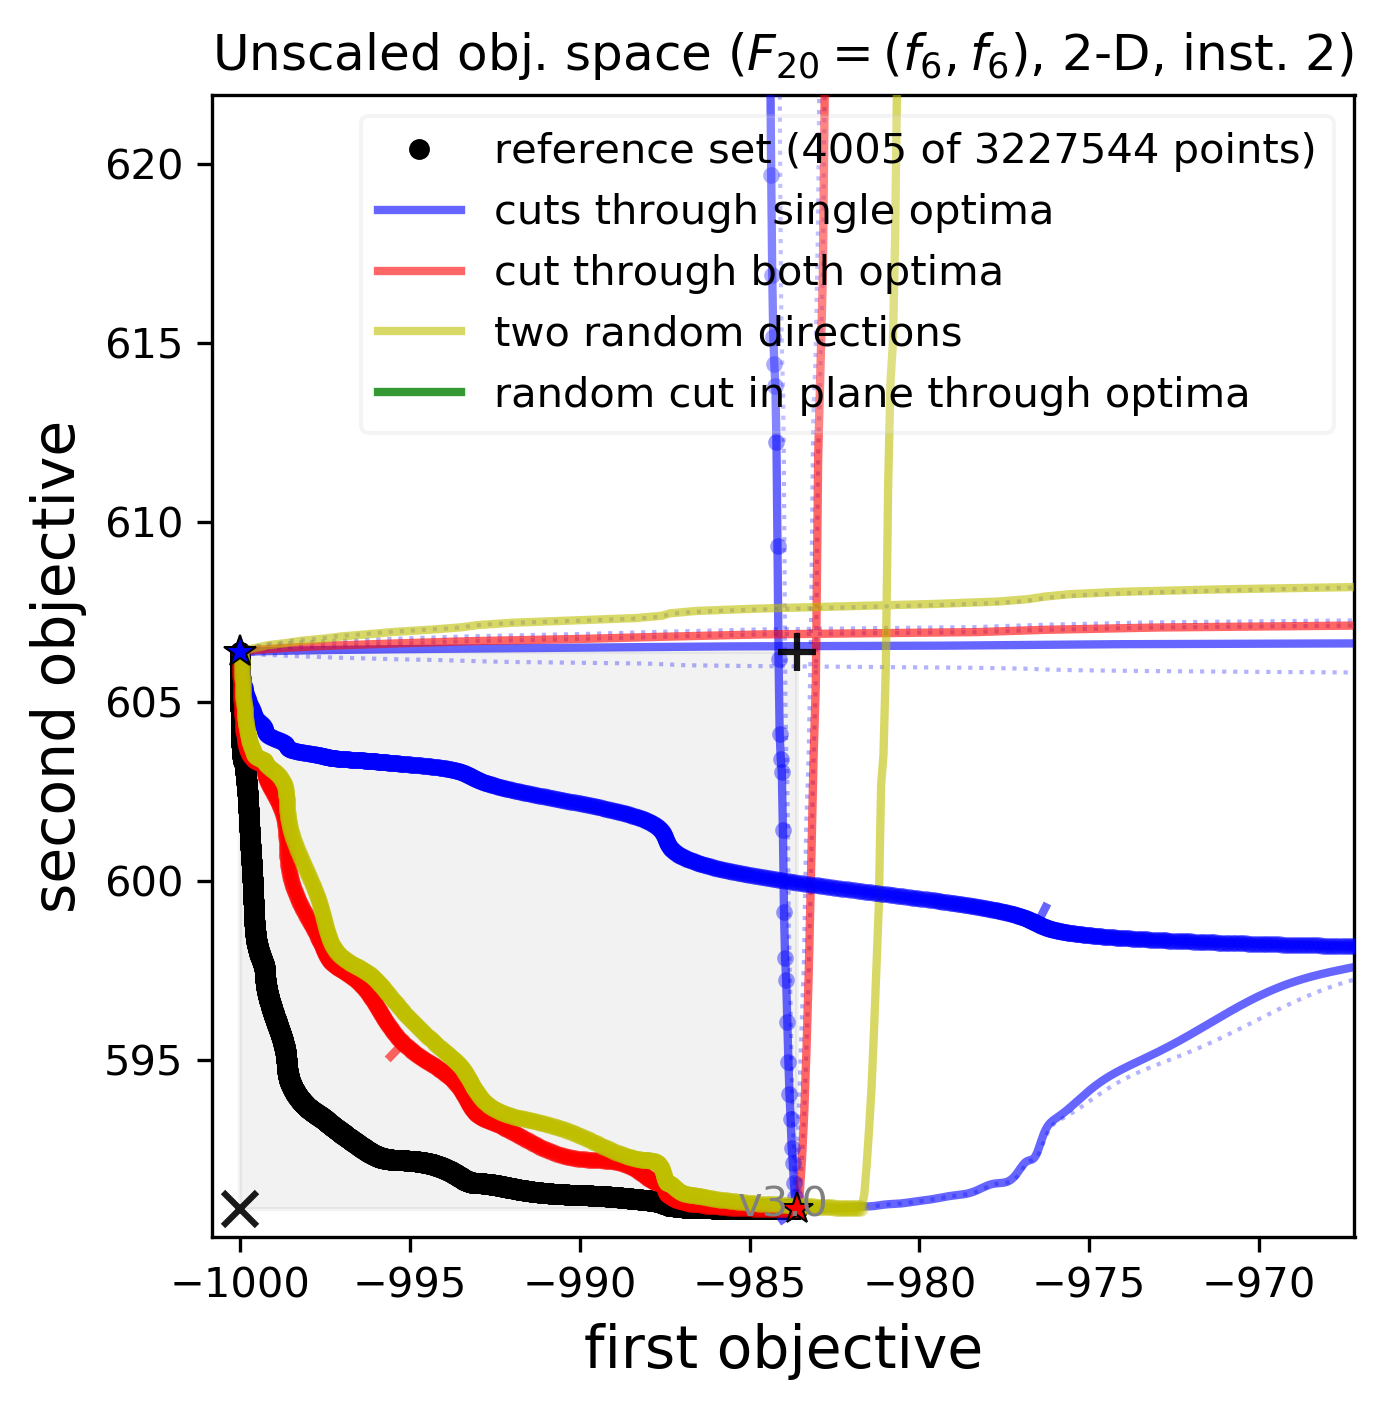 Unscaled obj. space (F20 = (f6, f6), 2-D, inst. 2)
reference set (4005 of 3227544 points)
cuts through single optima
cut through both optima
two random directions
random cut in plane through optima
620
615
610
605
600
595
second objective
v3.0
−1000
−995
−990
−985
−980
−975
−970
first objective